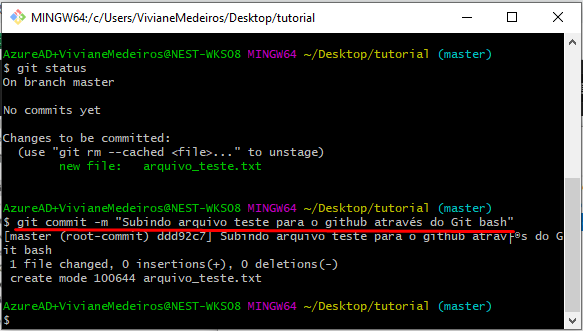 MINGW64:/c/Users/VivianeMedeiros/Desktop/tutorial
AzureAD+VivianeMedeiros@NEST-WKS08 MINGW64 ~/Desktop/tutorial (master)
$ git status
On branch master
No commits yet
Changes to be committed:
(use "git rm --cached <file>..." to unstage)
new file: arquivo_teste.txt
AzureAD+VivianeMedeiros@NEST-WKS08 MINGW64 ~/Desktop/tutorial (master)
$ git commit -m "Subindo arquivo teste para o github através do Git bash"
[master (root-commit) ddd92c7] Subindo arquivo teste para o github atrav├®s do G
it bash
1 file changed, 0 insertions(+), 0 deletions(-)
create mode 100644 arquivo_teste.txt
AzureAD+VivianeMedeiros@NEST-WKS08 MINGW64 ~/Desktop/tutorial (master)
$